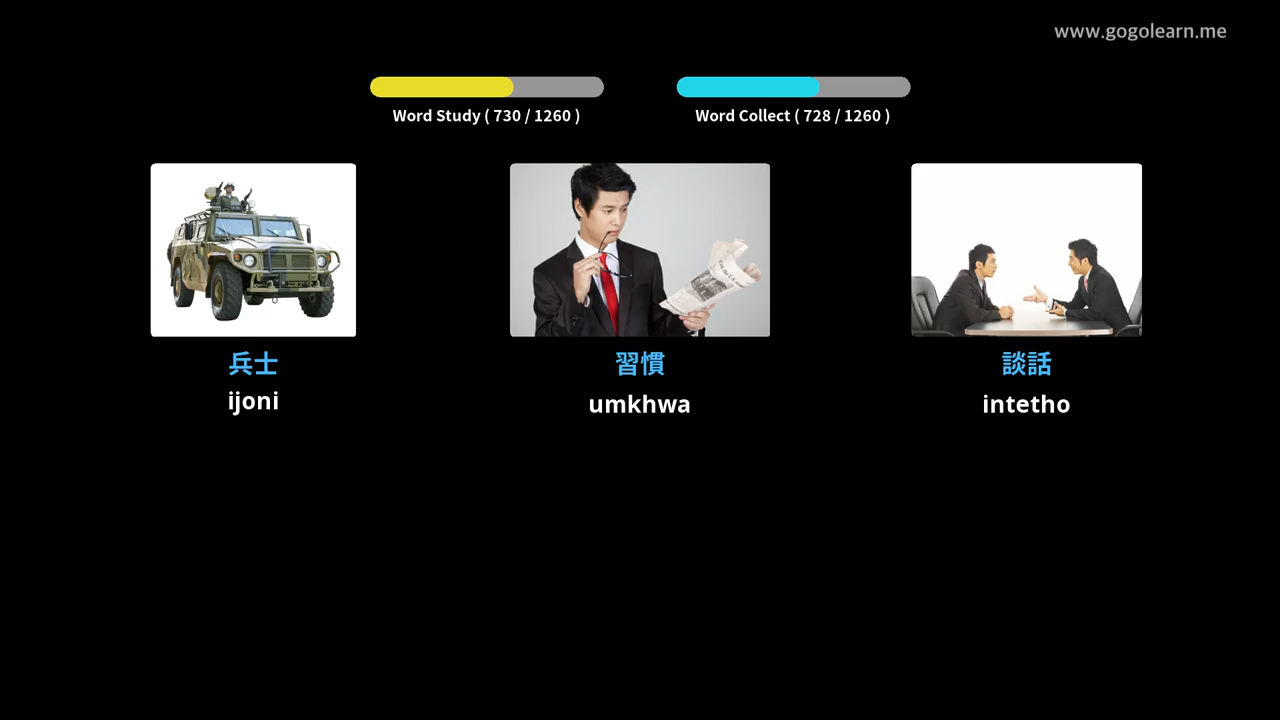 www.gogolearn.me
Word Study ( 730 / 1260 )
Word Collect ( 728 / 1260 )
兵士
習慣
談話
ijoni
umkhwa
intetho